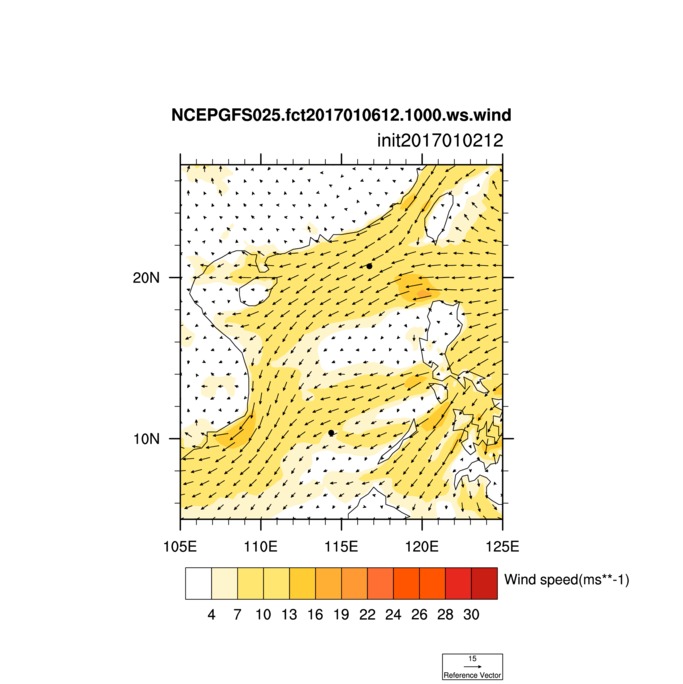 NCEPGFS025.fct2017010612.1000.ws.wind
init2017010212
20N
10N
105E 110E 115E 120E 125E
Wind speed(ms**-1)
4 7 10 13 16 19 22 24 26 28 30
15
Reference Vector